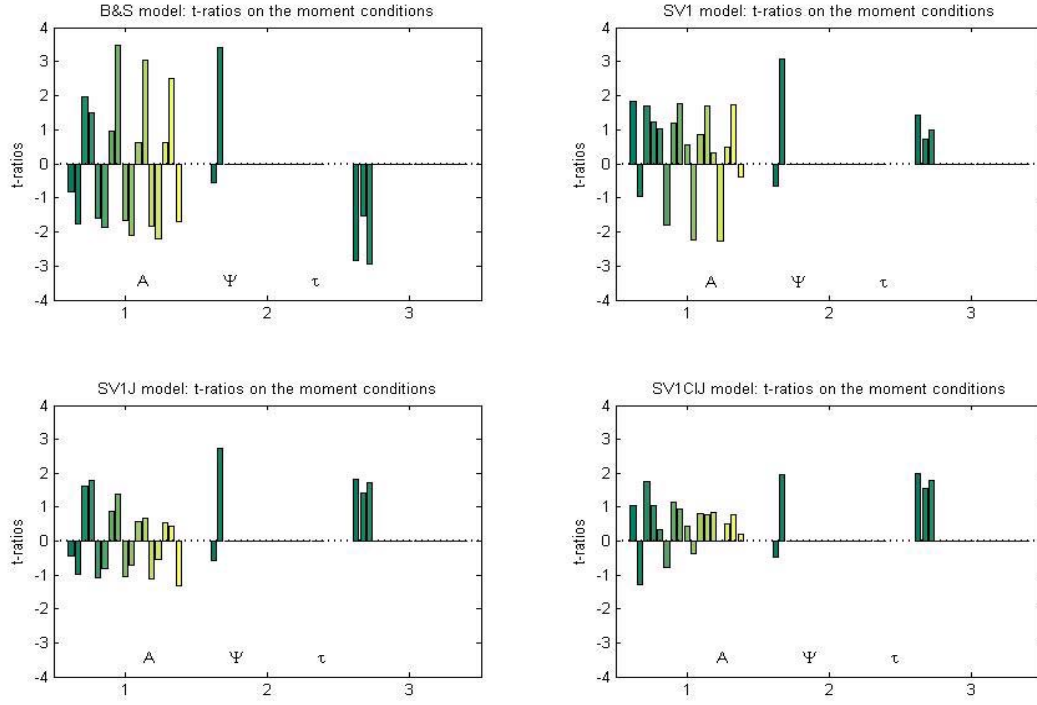 B&S model: t-ratios on the moment conditions
4
3
2
1
0
-1
-2
-3
-4
t-ratios
A Ψ τ
1 2 3
SV1 model: t-ratios on the moment conditions
4
3
2
1
0
-1
-2
-3
-4
t-ratios
A Ψ τ
1 2 3
SV1J model: t-ratios on the moment conditions
4
3
2
1
0
-1
-2
-3
-4
t-ratios
A Ψ τ
1 2 3
SV1CIJ model: t-ratios on the moment conditions
4
3
2
1
0
-1
-2
-3
-4
t-ratios
A Ψ τ
1 2 3